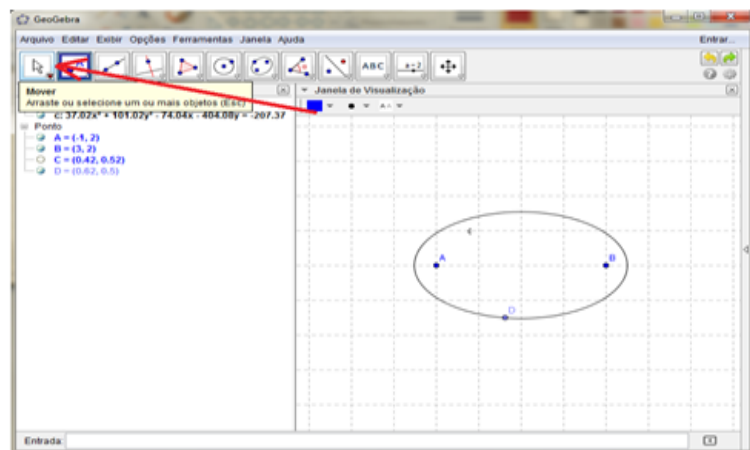 GeoGebra
Arquivo Editar Exibir Opções Ferramentas Janela Ajuda
Entrar...
ABC
a=2
Mover
Arraste ou selecione um ou mais objetos (Esc)
Janela de Visualização
c: 37.02x² + 101.02y² - 74.04x - 404.08y = -207.37
Ponto
A = (-1, 2)
B = (3, 2)
C = (0.42, 0.52)
D = (0.62, 0.5)
c
A
B
D
Entrada: